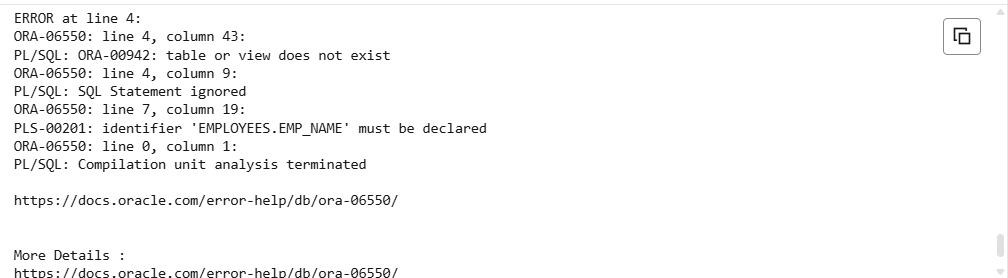 ERROR at line 4:
ORA-06550: line 4, column 43:
PL/SQL: ORA-00942: table or view does not exist
ORA-06550: line 4, column 9:
PL/SQL: SQL Statement ignored
ORA-06550: line 7, column 19:
PLS-00201: identifier 'EMPLOYEES.EMP_NAME' must be declared
ORA-06550: line 0, column 1:
PL/SQL: Compilation unit analysis terminated
https://docs.oracle.com/error-help/db/ora-06550/
More Details :
https://docs.oracle.com/error-help/db/ora-06550/